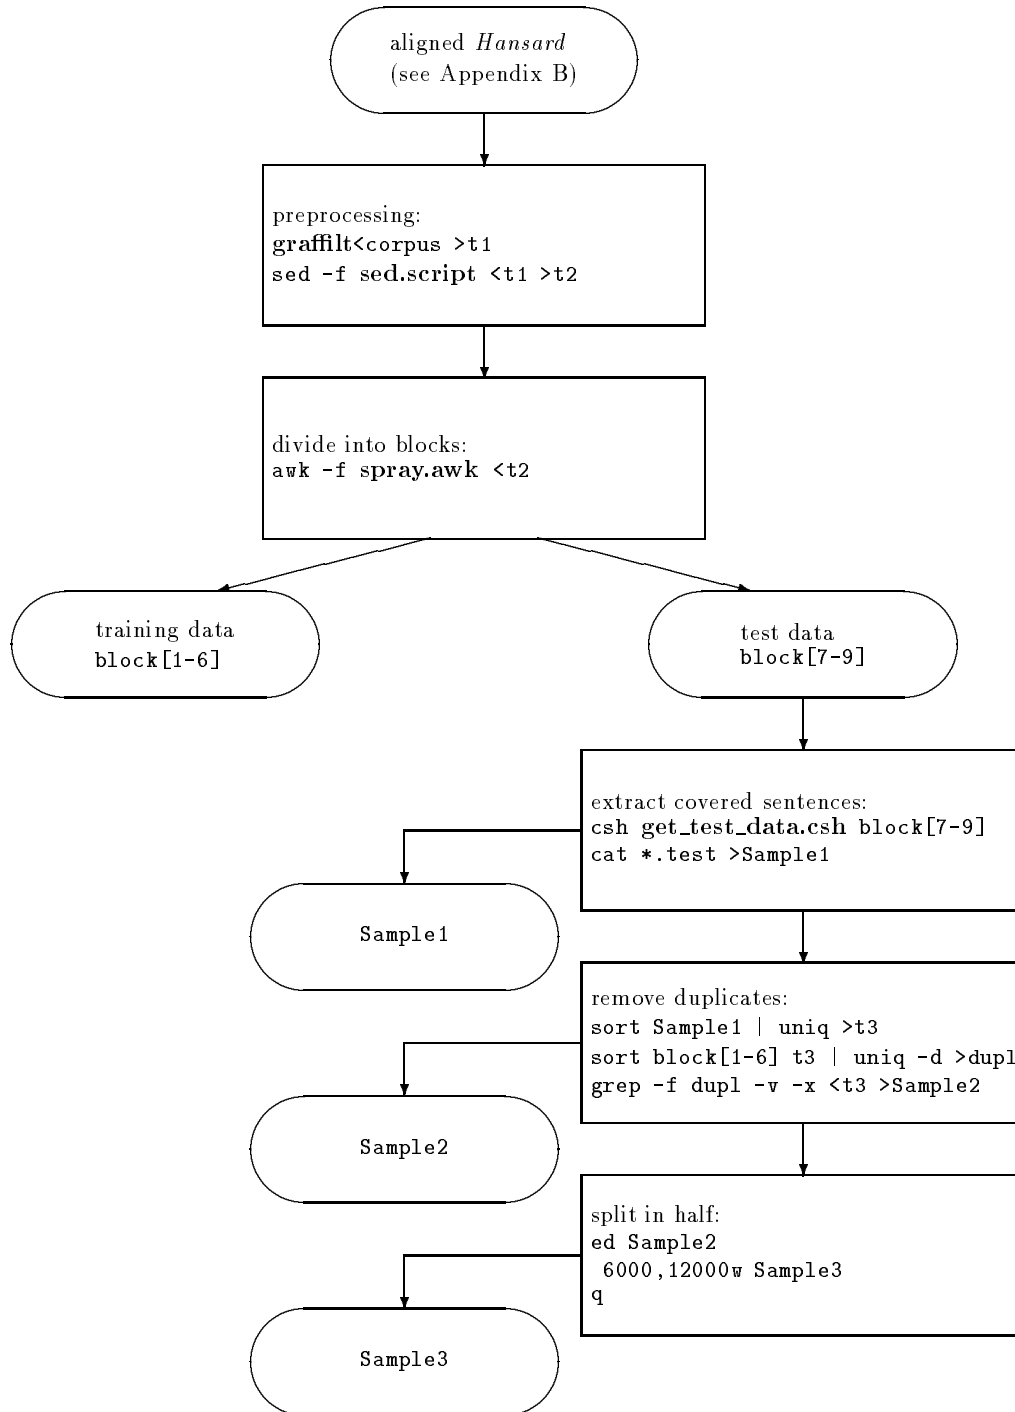 aligned Hansard
(see Appendix B)
preprocessing:
graffilt<corpus >t1
sed -f sed.script <t1 >t2
divide into blocks:
awk -f spray.awk <t2
training data
block[1-6]
test data
block[7-9]
extract covered sentences:
csh get_test_data.csh block[7-9]
cat *.test >Sample1
Sample1
remove duplicates:
sort Sample1 | uniq >t3
sort block[1-6] t3 | uniq -d >dupl
grep -f dupl -v -x <t3 >Sample2
Sample2
split in half:
ed Sample2
6000,12000w Sample3
q
Sample3